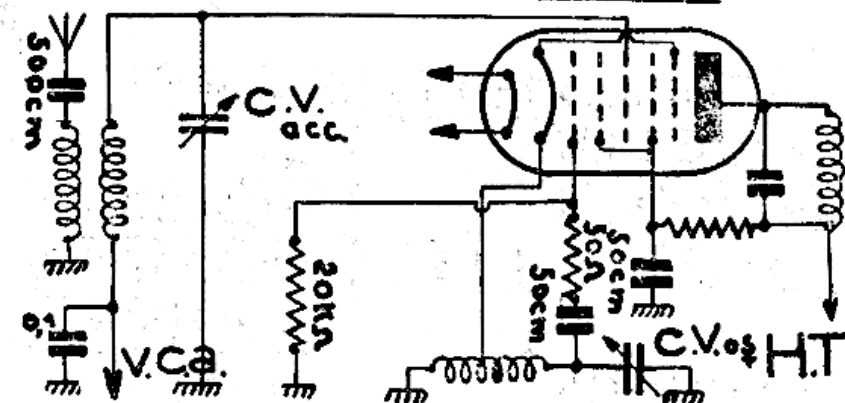 500cm
C.V.
acc.
0,1
V.C.a.
20KΩ
50Ω
50cm
50cm
C.V.os
H.T